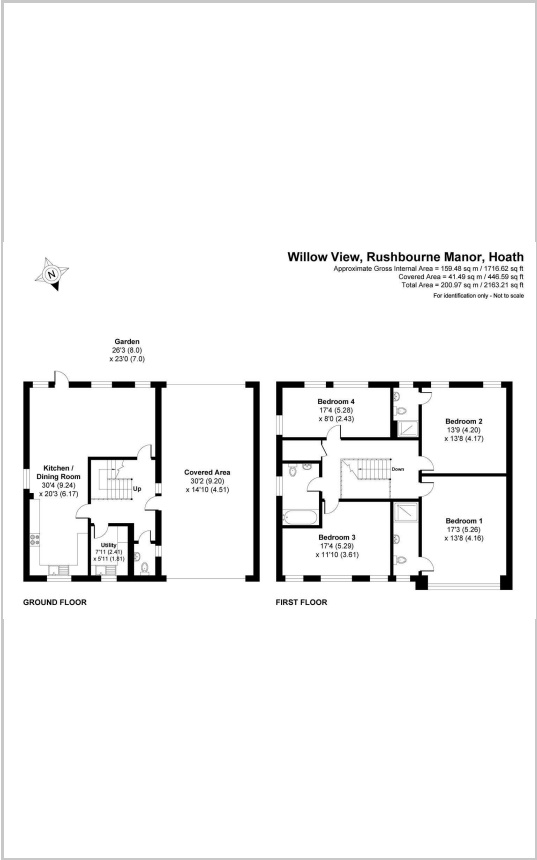 Willow View, Rushbourne Manor, Hoath
Approximate Gross Internal Area = 159.48 sq m / 1716.62 sq ft
Covered Area = 41.49 sq m / 446.59 sq ft
Total Area = 200.97 sq m / 2163.21 sq ft
For identification only - Not to scale
N
Garden
26'3 (8.0)
x 23'0 (7.0)
Kitchen /
Dining Room
30'4 (9.24)
x 20'3 (6.17)
Up
Utility
7'11 (2.41)
x 5'11 (1.81)
Covered Area
30'2 (9.20)
x 14'10 (4.51)
GROUND FLOOR
Bedroom 4
17'4 (5.28)
x 8'0 (2.43)
Bedroom 2
13'9 (4.20)
x 13'8 (4.17)
Down
Bedroom 3
17'4 (5.29)
x 11'10 (3.61)
Bedroom 1
17'3 (5.26)
x 13'8 (4.16)
FIRST FLOOR